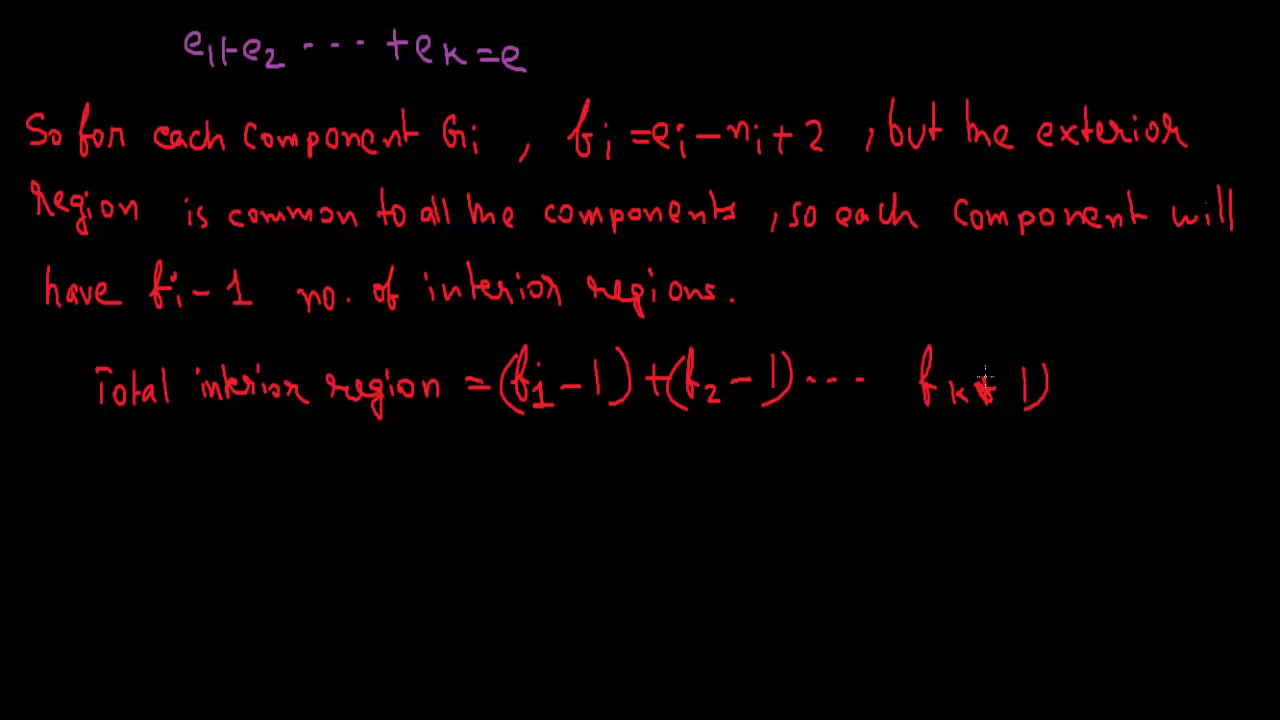 e₁+e₂ ---- +eₖ=e
So for each component Gᵢ , fᵢ=eᵢ-nᵢ+2 , but the exterior
region is common to all the components , so each component will
have fᵢ-1 no. of interior regions.
Total interior region = (f₁-1)+(f₂-1)--- fₖ 1)